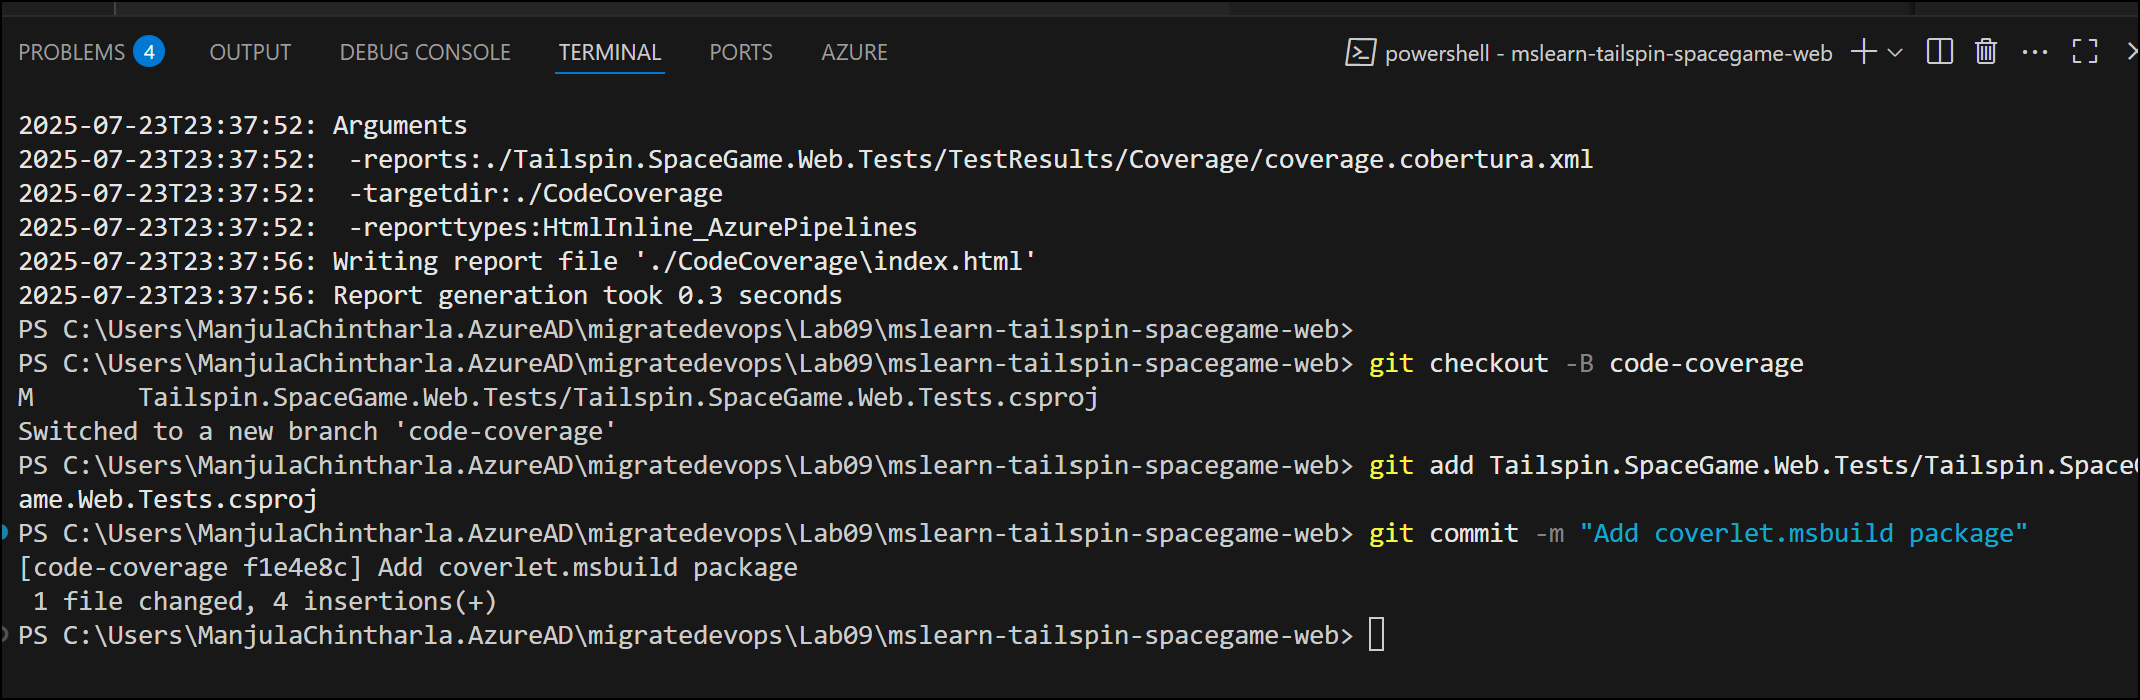 PROBLEMS 4 OUTPUT DEBUG CONSOLE TERMINAL PORTS AZURE powershell - mslearn-tailspin-spacegame-web
2025-07-23T23:37:52: Arguments
2025-07-23T23:37:52:  -reports:./Tailspin.SpaceGame.Web.Tests/TestResults/Coverage/coverage.cobertura.xml
2025-07-23T23:37:52:  -targetdir:./CodeCoverage
2025-07-23T23:37:52:  -reporttypes:HtmlInline_AzurePipelines
2025-07-23T23:37:56: Writing report file './CodeCoverage\index.html'
2025-07-23T23:37:56: Report generation took 0.3 seconds
PS C:\Users\ManjulaChintharla.AzureAD\migratedevops\Lab09\mslearn-tailspin-spacegame-web>
PS C:\Users\ManjulaChintharla.AzureAD\migratedevops\Lab09\mslearn-tailspin-spacegame-web> git checkout -B code-coverage
M       Tailspin.SpaceGame.Web.Tests/Tailspin.SpaceGame.Web.Tests.csproj
Switched to a new branch 'code-coverage'
PS C:\Users\ManjulaChintharla.AzureAD\migratedevops\Lab09\mslearn-tailspin-spacegame-web> git add Tailspin.SpaceGame.Web.Tests/Tailspin.SpaceG
ame.Web.Tests.csproj
PS C:\Users\ManjulaChintharla.AzureAD\migratedevops\Lab09\mslearn-tailspin-spacegame-web> git commit -m "Add coverlet.msbuild package"
[code-coverage f1e4e8c] Add coverlet.msbuild package
 1 file changed, 4 insertions(+)
PS C:\Users\ManjulaChintharla.AzureAD\migratedevops\Lab09\mslearn-tailspin-spacegame-web>